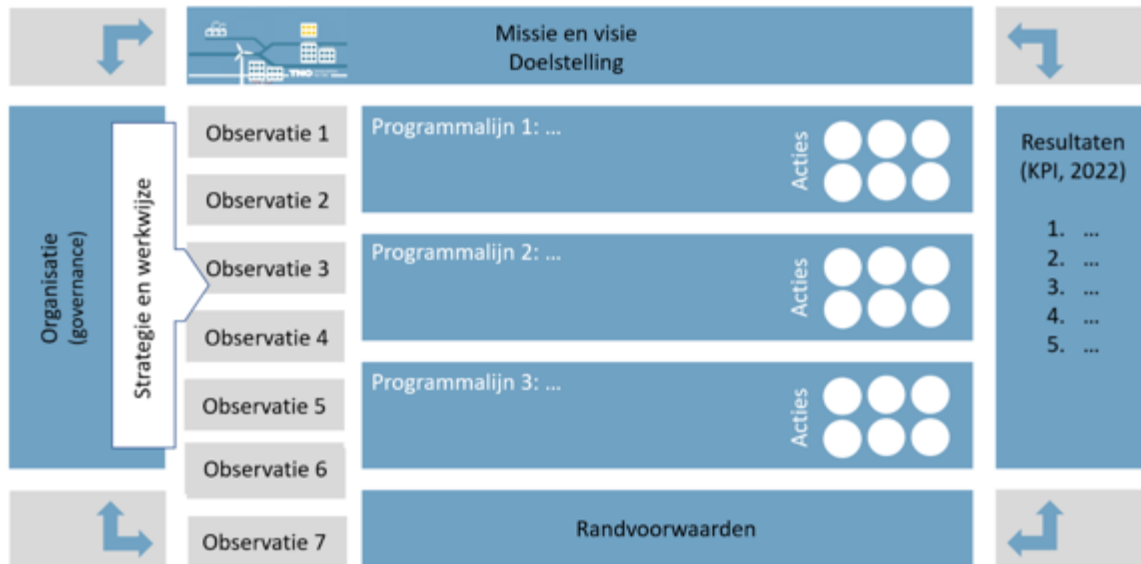 TNO
Missie en visie
Doelstelling
Organisatie
(governance)
Strategie en werkwijze
Observatie 1
Observatie 2
Observatie 3
Observatie 4
Observatie 5
Observatie 6
Observatie 7
Programmalijn 1: ...
Acties
Programmalijn 2: ...
Acties
Programmalijn 3: ...
Acties
Randvoorwaarden
Resultaten
(KPI, 2022)
1. ...
2. ...
3. ...
4. ...
5. ...